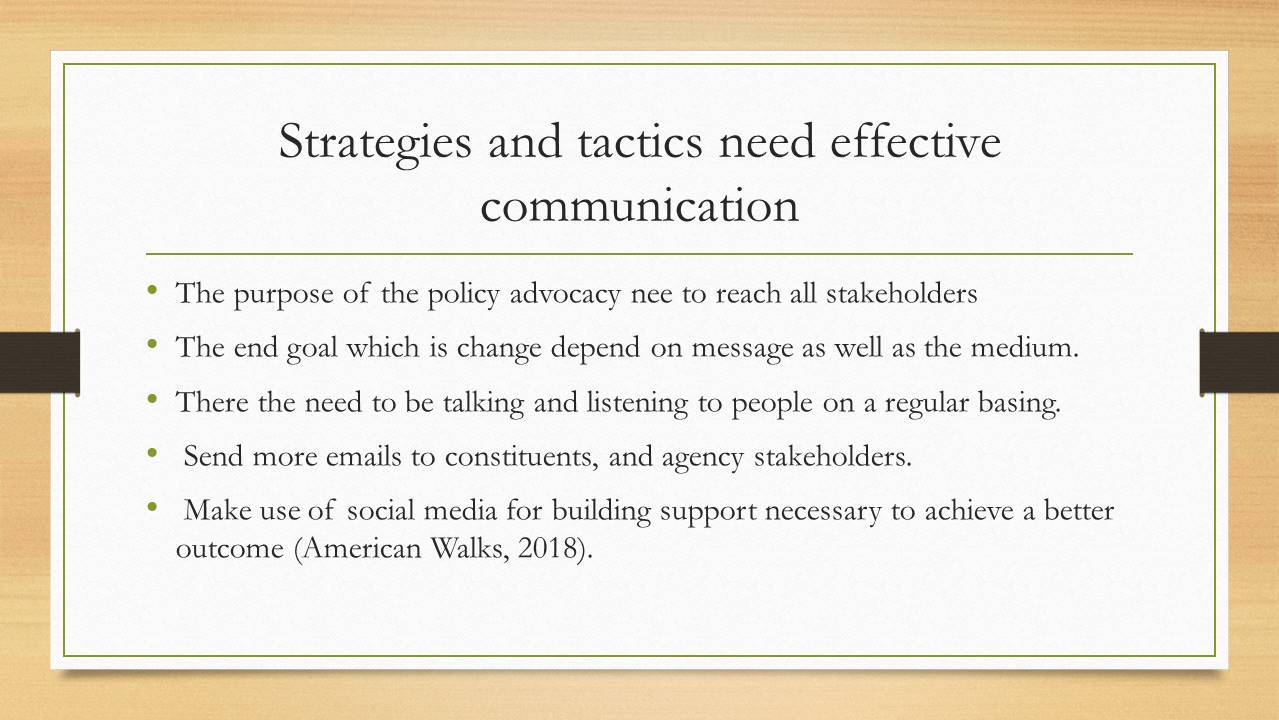 Strategies and tactics need effective
communication
• The purpose of the policy advocacy nee to reach all stakeholders
• The end goal which is change depend on message as well as the medium.
• There the need to be talking and listening to people on a regular basing.
• Send more emails to constituents, and agency stakeholders.
• Make use of social media for building support necessary to achieve a better
outcome (American Walks, 2018).